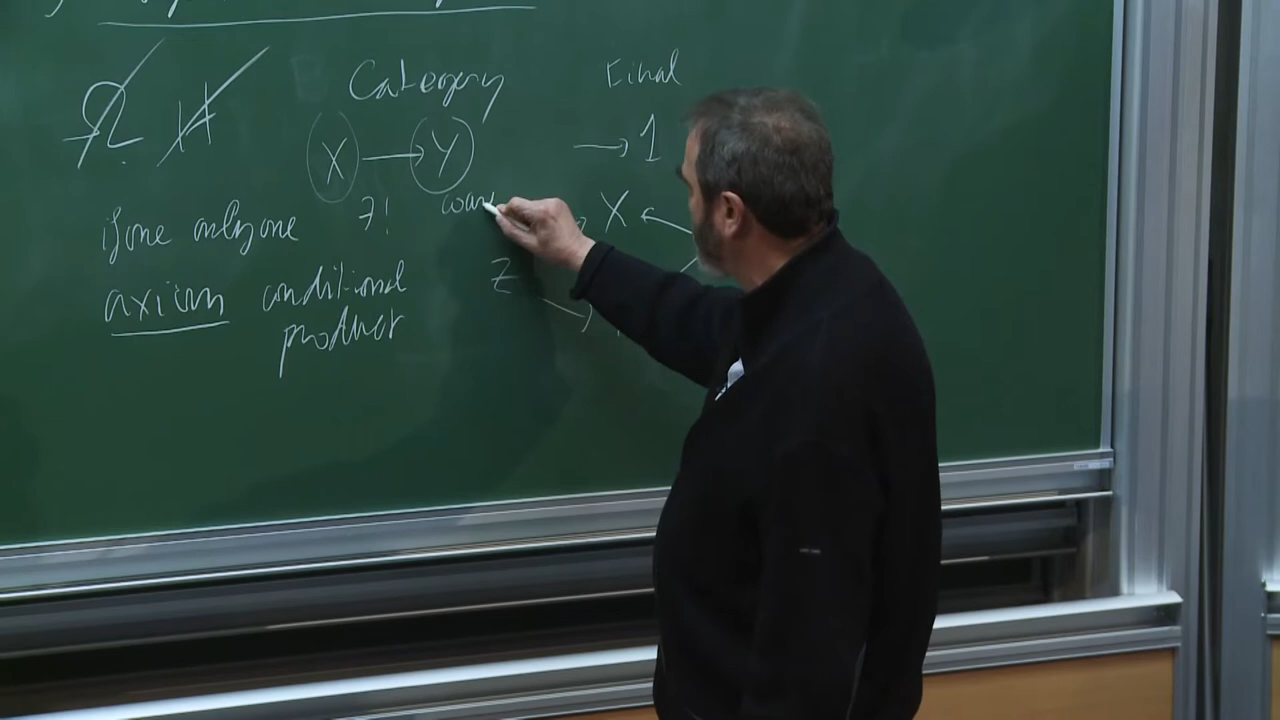 Category
Final
X → Y
→ 1
if one only one
∃!
X ←
axiom conditional
Z
product